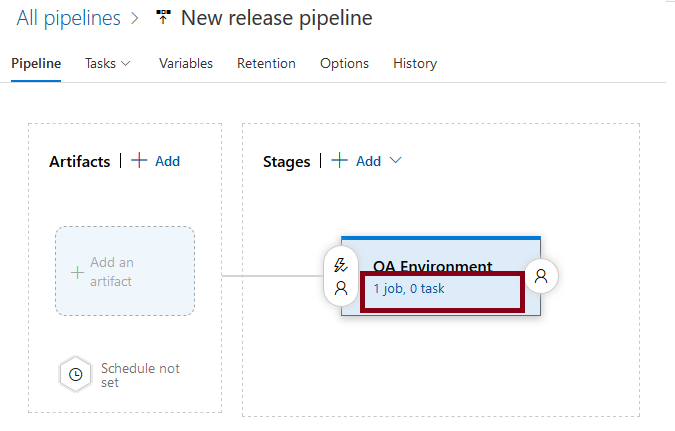 All pipelines > New release pipeline
Pipeline Tasks Variables Retention Options History
Artifacts | + Add
Stages | + Add
+ Add an
artifact
QA Environment
1 job, 0 task
Schedule not
set